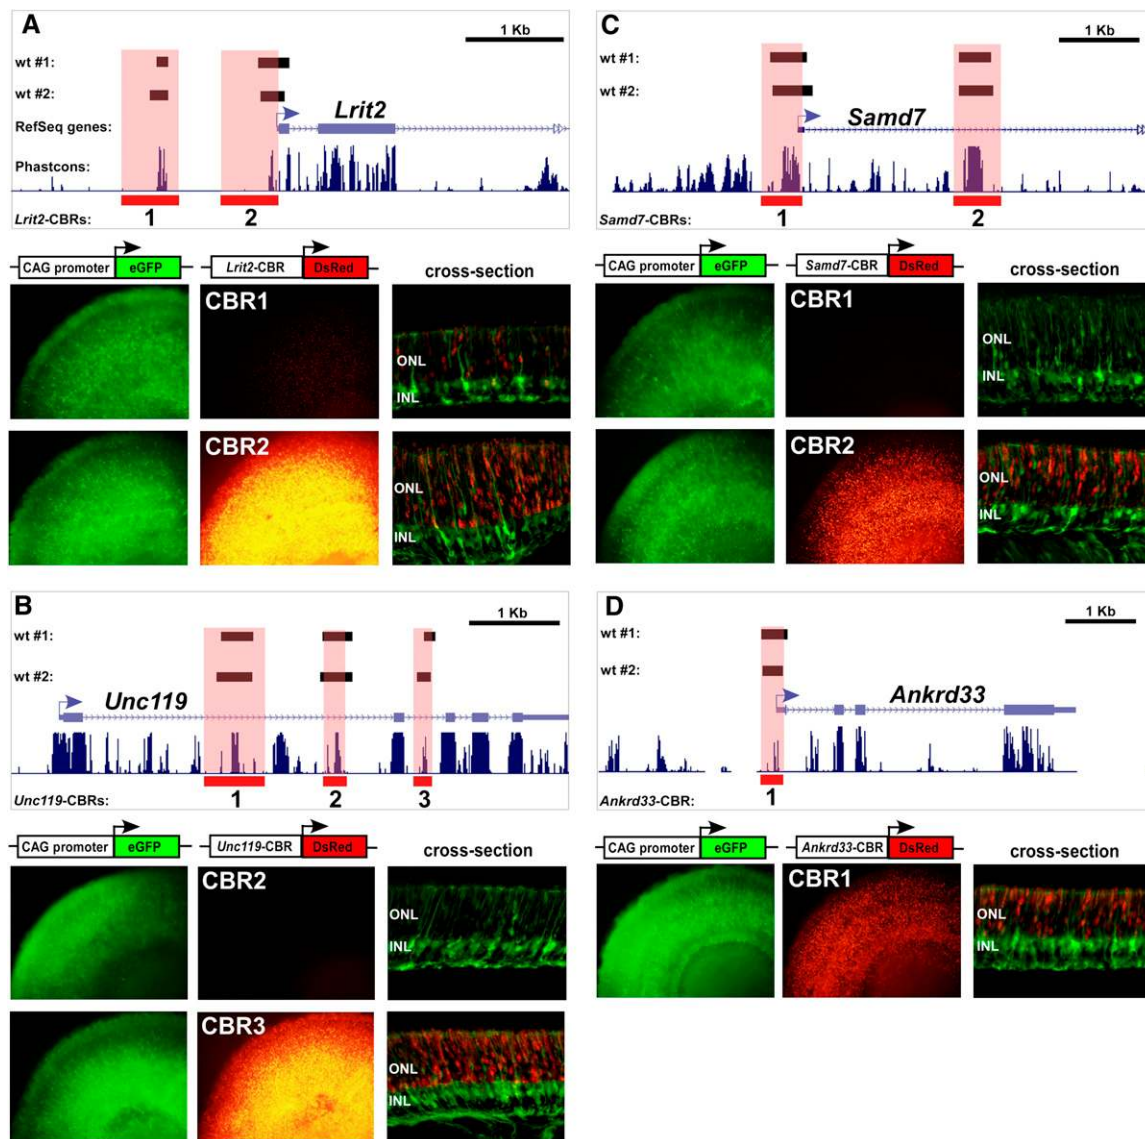 A
1 Kb
wt #1:
wt #2:
Lrit2
RefSeq genes:
Phastcons:
Lrit2-CBRs:
1
2
CAG promoter
eGFP
Lrit2-CBR
DsRed
cross-section
CBR1
ONL
INL
CBR2
ONL
INL
B
1 Kb
wt #1:
wt #2:
Unc119
Unc119-CBRs:
1
2
3
CAG promoter
eGFP
Unc119-CBR
DsRed
cross-section
CBR2
ONL
INL
CBR3
ONL
INL
C
1 Kb
wt #1:
wt #2:
Samd7
Samd7-CBRs:
1
2
CAG promoter
eGFP
Samd7-CBR
DsRed
cross-section
CBR1
ONL
INL
CBR2
ONL
INL
D
1 Kb
wt #1:
wt #2:
Ankrd33
Ankrd33-CBR:
1
CAG promoter
eGFP
Ankrd33-CBR
DsRed
cross-section
CBR1
ONL
INL